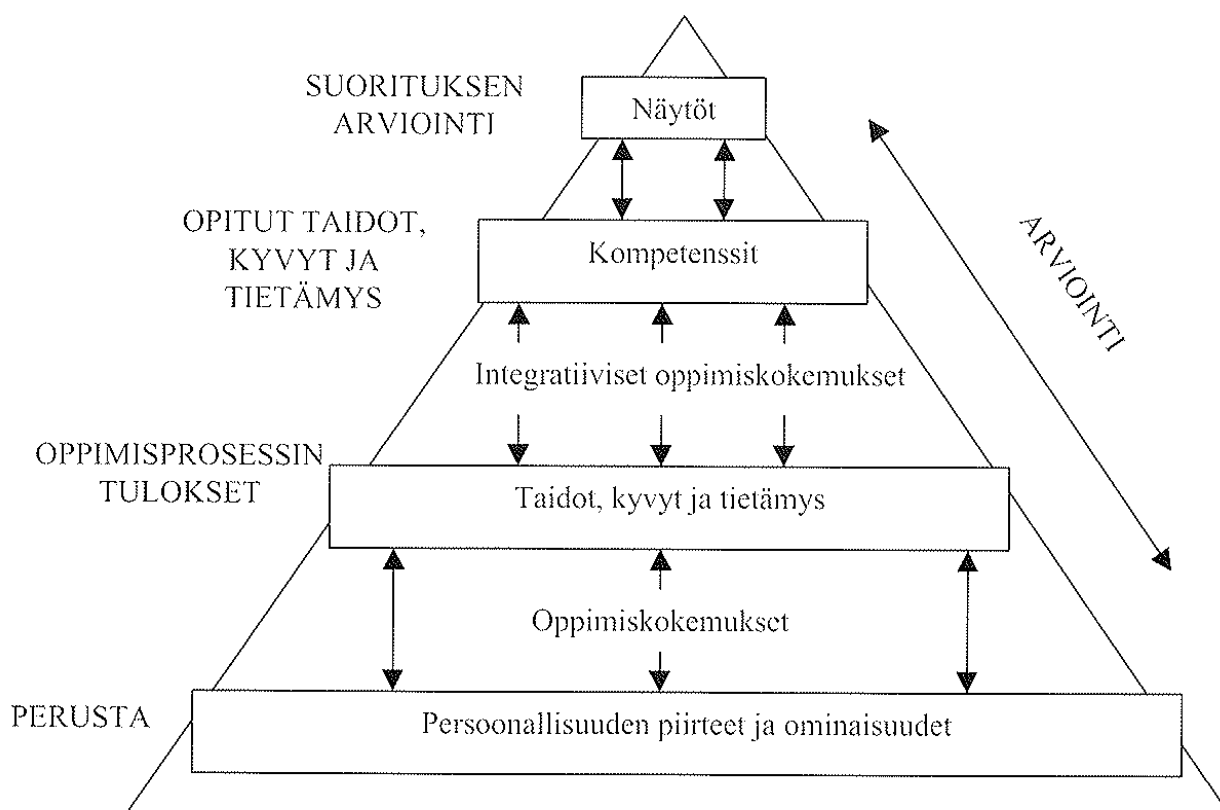 SUORITUKSEN
ARVIOINTI
Näytöt
OPITUT TAIDOT,
KYVYT JA
TIETÄMYS
Kompetenssit
ARVIOINTI
Integratiiviset oppimiskokemukset
OPPIMISPROSESSIN
TULOKSET
Taidot, kyvyt ja tietämys
Oppimiskokemukset
PERUSTA
Persoonallisuuden piirteet ja ominaisuudet